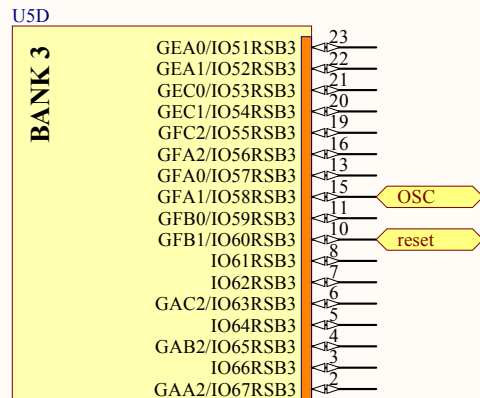 U5D
BANK 3
GEA0/IO51RSB3 23
GEA1/IO52RSB3 22
GEC0/IO53RSB3 21
GEC1/IO54RSB3 20
GFC2/IO55RSB3 19
GFA2/IO56RSB3 16
GFA0/IO57RSB3 13
GFA1/IO58RSB3 15 OSC
GFB0/IO59RSB3 11
GFB1/IO60RSB3 10 reset
IO61RSB3 8
IO62RSB3 7
GAC2/IO63RSB3 6
IO64RSB3 5
GAB2/IO65RSB3 4
IO66RSB3 3
GAA2/IO67RSB3 2